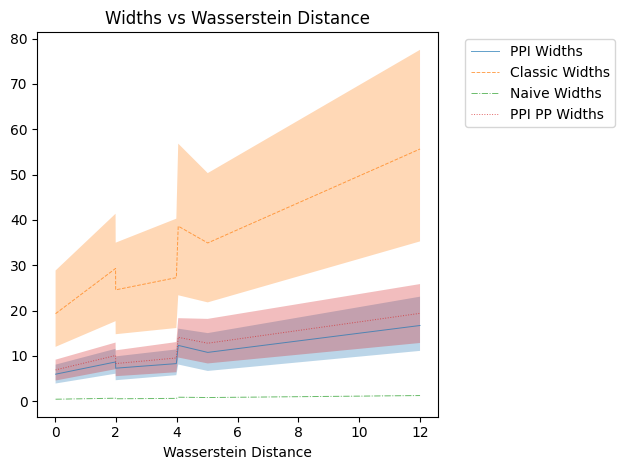 Widths vs Wasserstein Distance
80
70
60
50
40
30
20
10
0
0 2 4 6 8 10 12
Wasserstein Distance
PPI Widths
Classic Widths
Naive Widths
PPI PP Widths